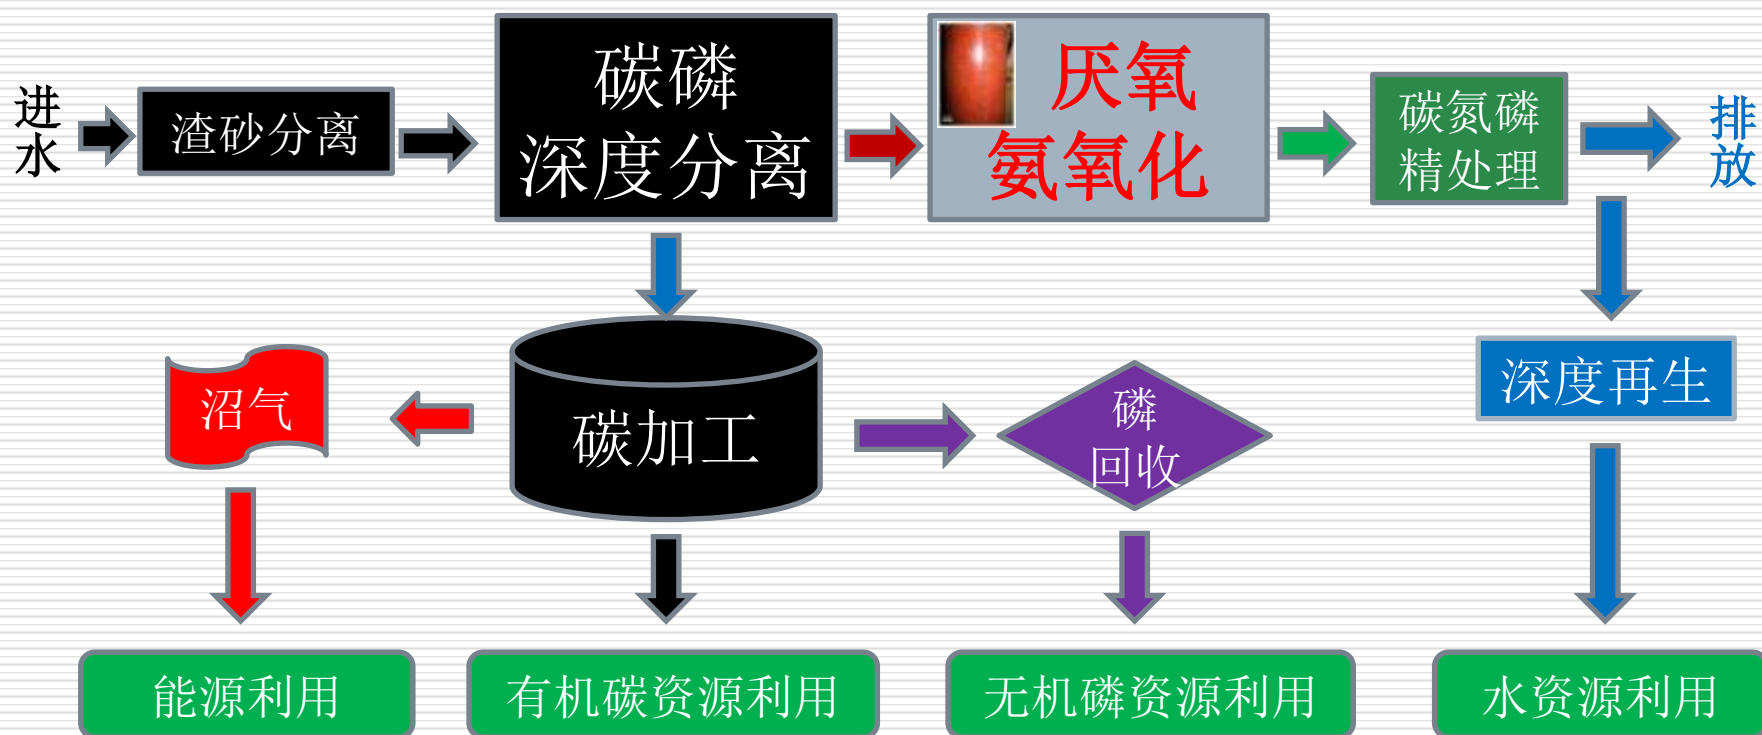 进
水
渣砂分离
碳磷
深度分离
厌氧
氨氧化
碳氮磷
精处理
排
放
沼气
碳加工
磷
回收
深度再生
能源利用
有机碳资源利用
无机磷资源利用
水资源利用